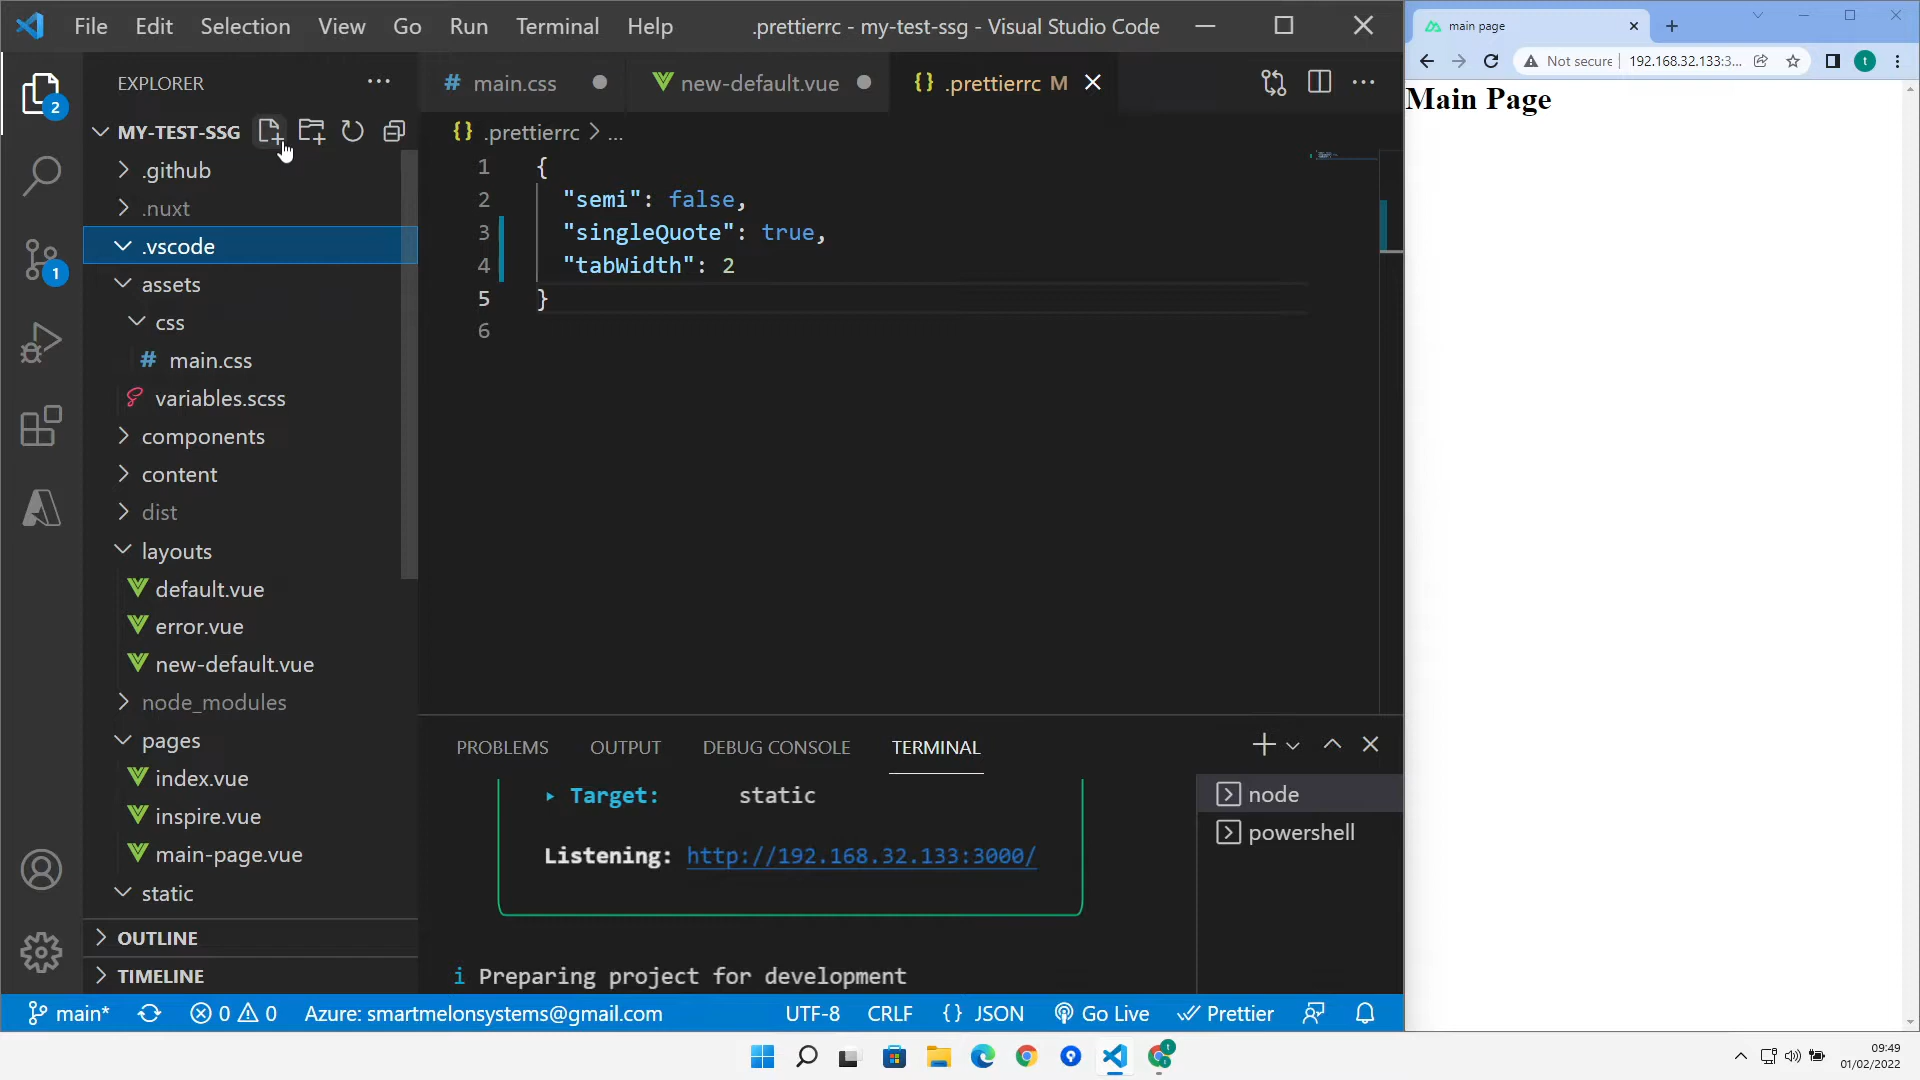 File Edit Selection View Go Run Terminal Help
.prettierrc - my-test-ssg - Visual Studio Code
main page
Not secure
192.168.32.133:3...
t
Main Page
2
1
EXPLORER
MY-TEST-SSG
.github
.nuxt
.vscode
assets
css
# main.css
variables.scss
components
content
dist
layouts
default.vue
error.vue
new-default.vue
node_modules
pages
index.vue
inspire.vue
main-page.vue
static
OUTLINE
TIMELINE
# main.css
new-default.vue
{} .prettierrc M
{} .prettierrc > ...
1 {
2 "semi": false,
3 "singleQuote": true,
4 "tabWidth": 2
5 }
6
PROBLEMS OUTPUT DEBUG CONSOLE TERMINAL
▸ Target: static
Listening: http://192.168.32.133:3000/
i Preparing project for development
node
powershell
main* 0 0 Azure: smartmelonsystems@gmail.com UTF-8 CRLF {} JSON Go Live Prettier
09:49
01/02/2022